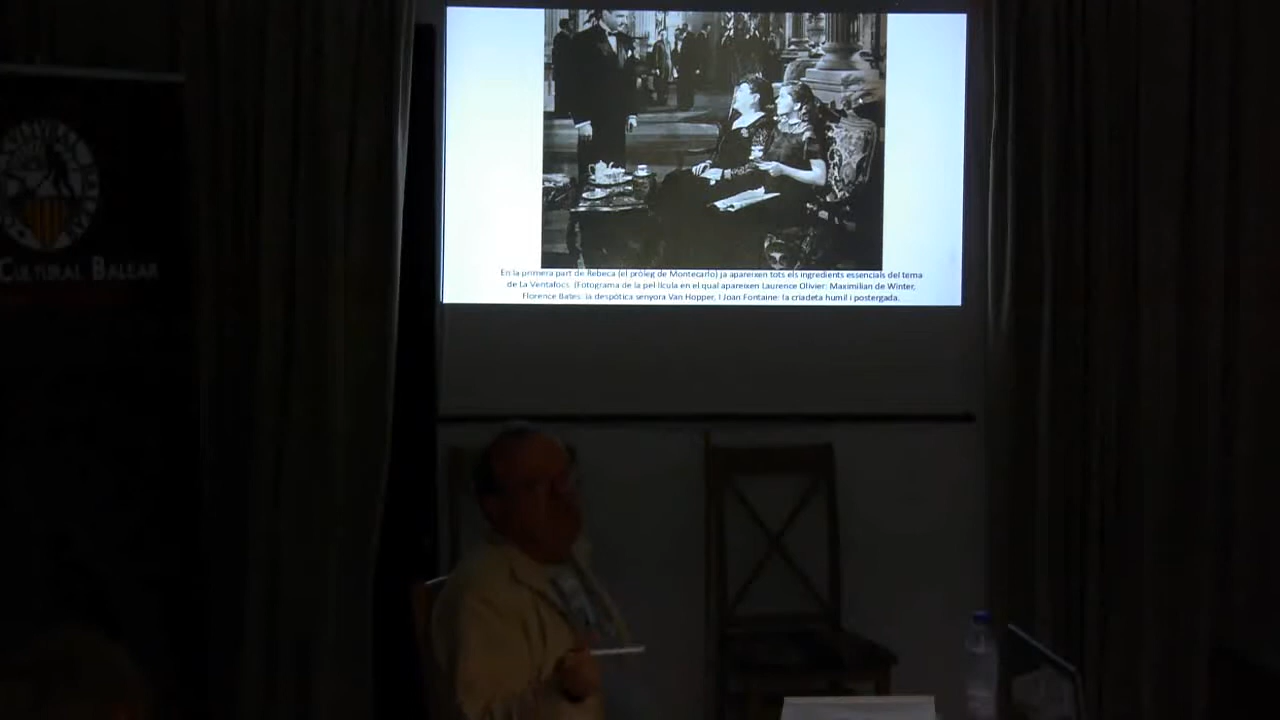 En la primera part de Rebeca (el pròleg de Montecarlo) ja apareixen tots els ingredients essencials del tema
de La Ventafocs (Fotograma de la pel·lícula en el qual apareixen Laurence Olivier: Maximilian de Winter,
Florence Bates: la despòtica senyora Van Hopper, i Joan Fontaine: la criadeta humil i postergada.
Cultural Balear